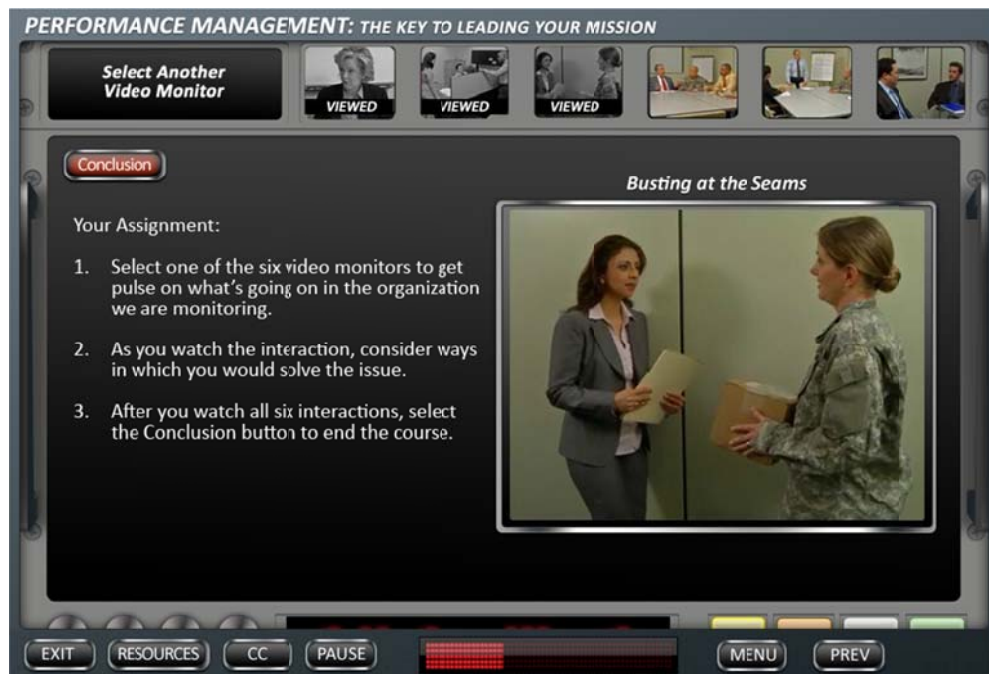 PERFORMANCE MANAGEMENT: THE KEY TO LEADING YOUR MISSION
Select Another
Video Monitor
VIEWED
VIEWED
VIEWED
Conclusion
Busting at the Seams
Your Assignment:
1. Select one of the six video monitors to get
pulse on what's going on in the organization
we are monitoring.
2. As you watch the interaction, consider ways
in which you would solve the issue.
3. After you watch all six interactions, select
the Conclusion button to end the course.
EXIT
RESOURCES
CC
PAUSE
MENU
PREV